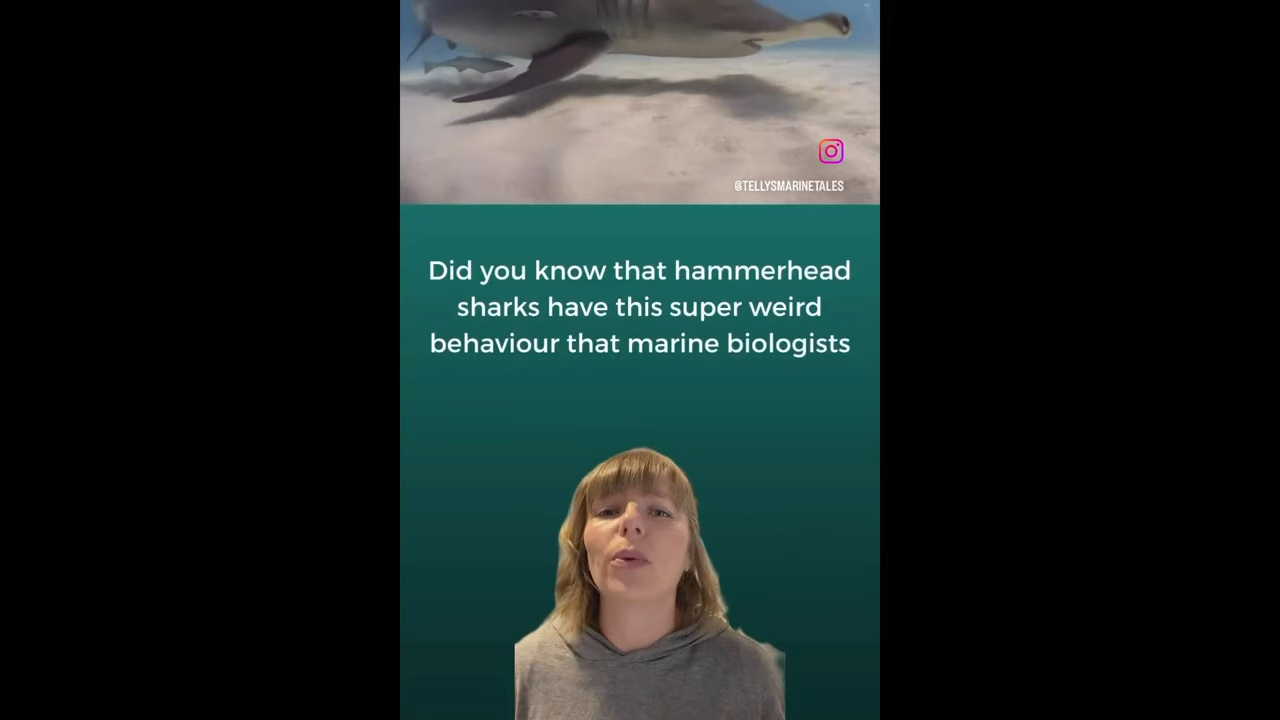 @TELLYSMARINETALES
Did you know that hammerhead
sharks have this super weird
behaviour that marine biologists